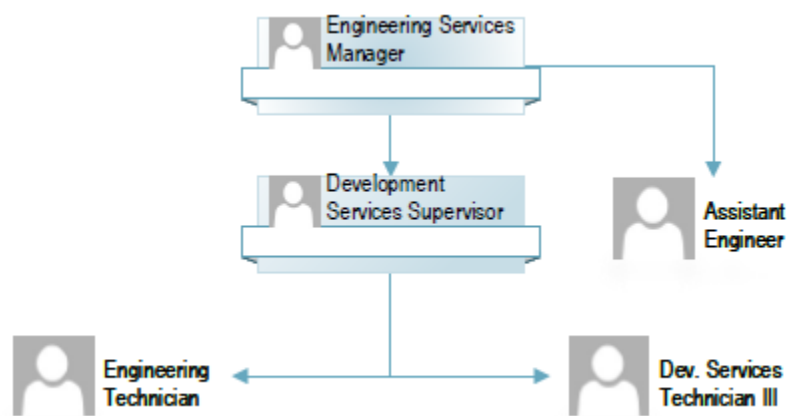 Engineering Services
Manager
Development
Services Supervisor
Assistant
Engineer
Engineering
Technician
Dev. Services
Technician III